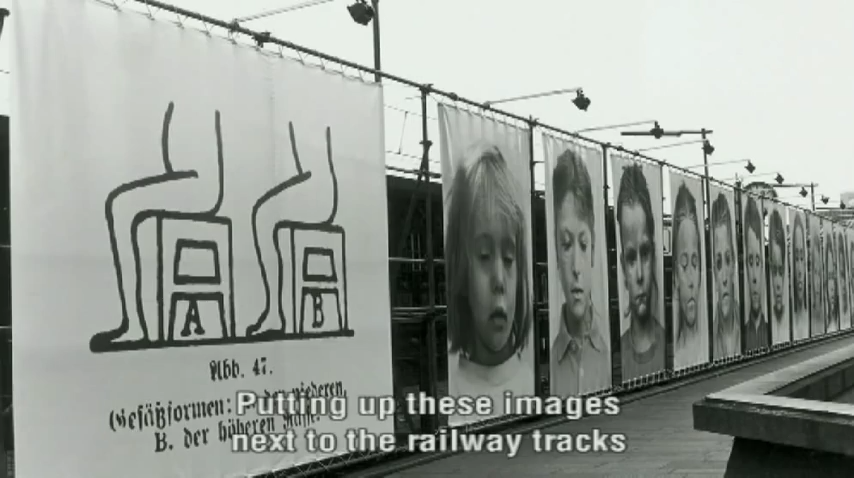 A
B
Abb. 47.
Gefäßformen:
B. der höheren
Putting up these images
next to the railway tracks